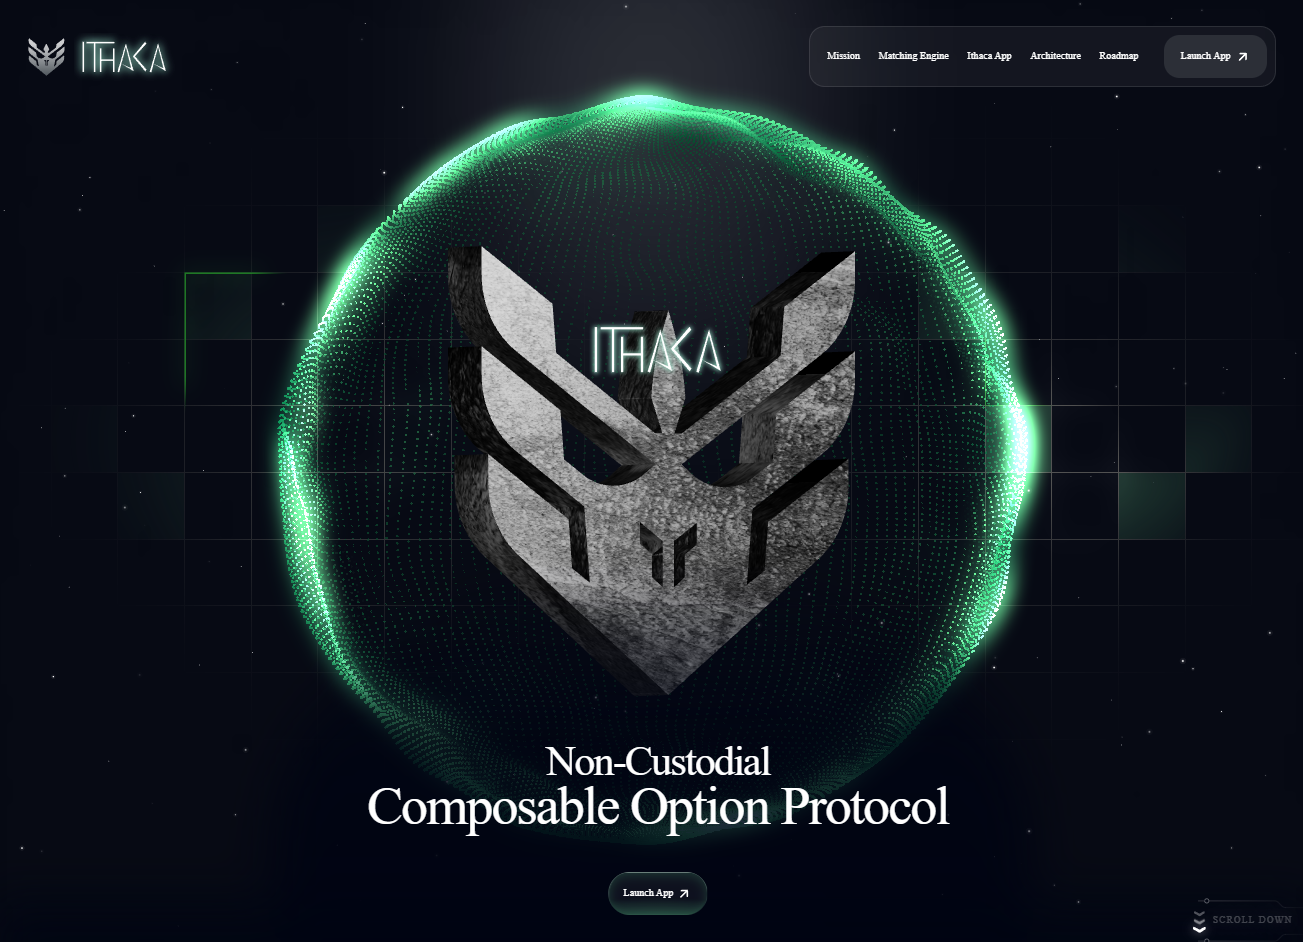 ITHAKA
Mission Matching Engine Ithaca App Architecture Roadmap Launch App
ITHAKA
Non-Custodial
Composable Option Protocol
Launch App
SCROLL DOWN